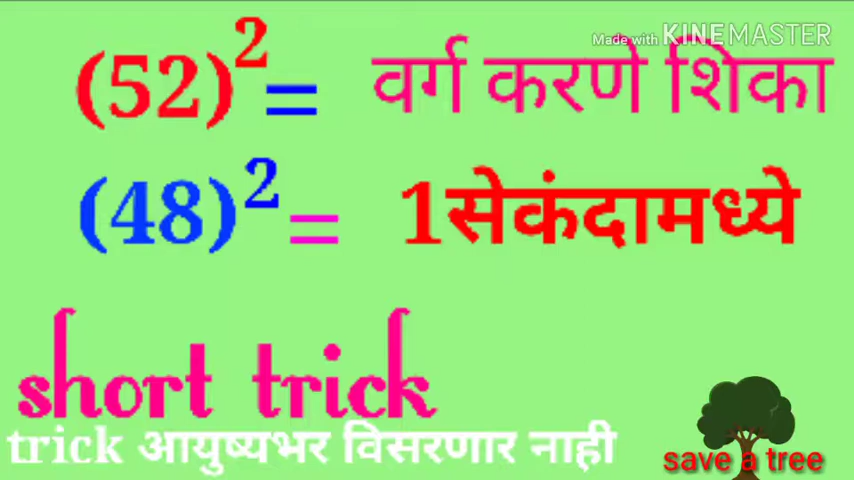 Made with KINEMASTER
(52)²= वर्ग करणे शिका
(48)²= 1सेकंदामध्ये
short trick
trick आयुष्यभर विसरणार नाही
save a tree